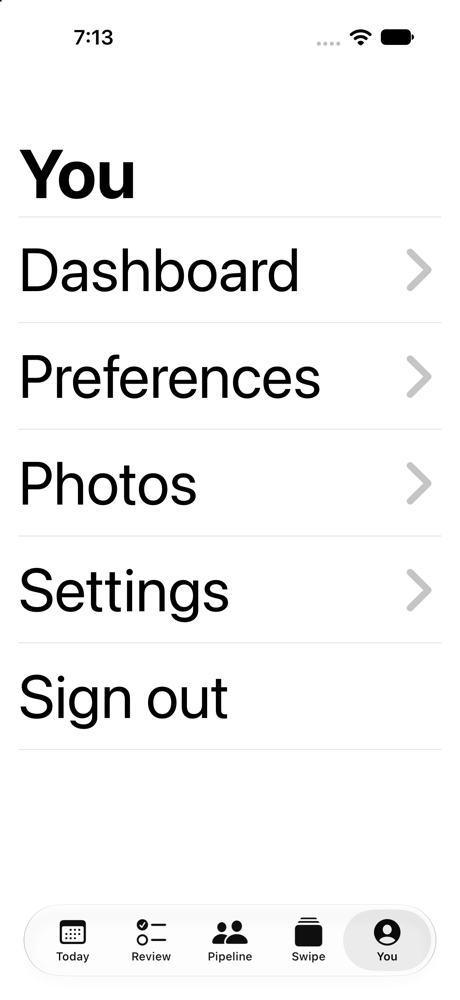 7:13
You
Dashboard
Preferences
Photos
Settings
Sign out
Today
Review
Pipeline
Swipe
You